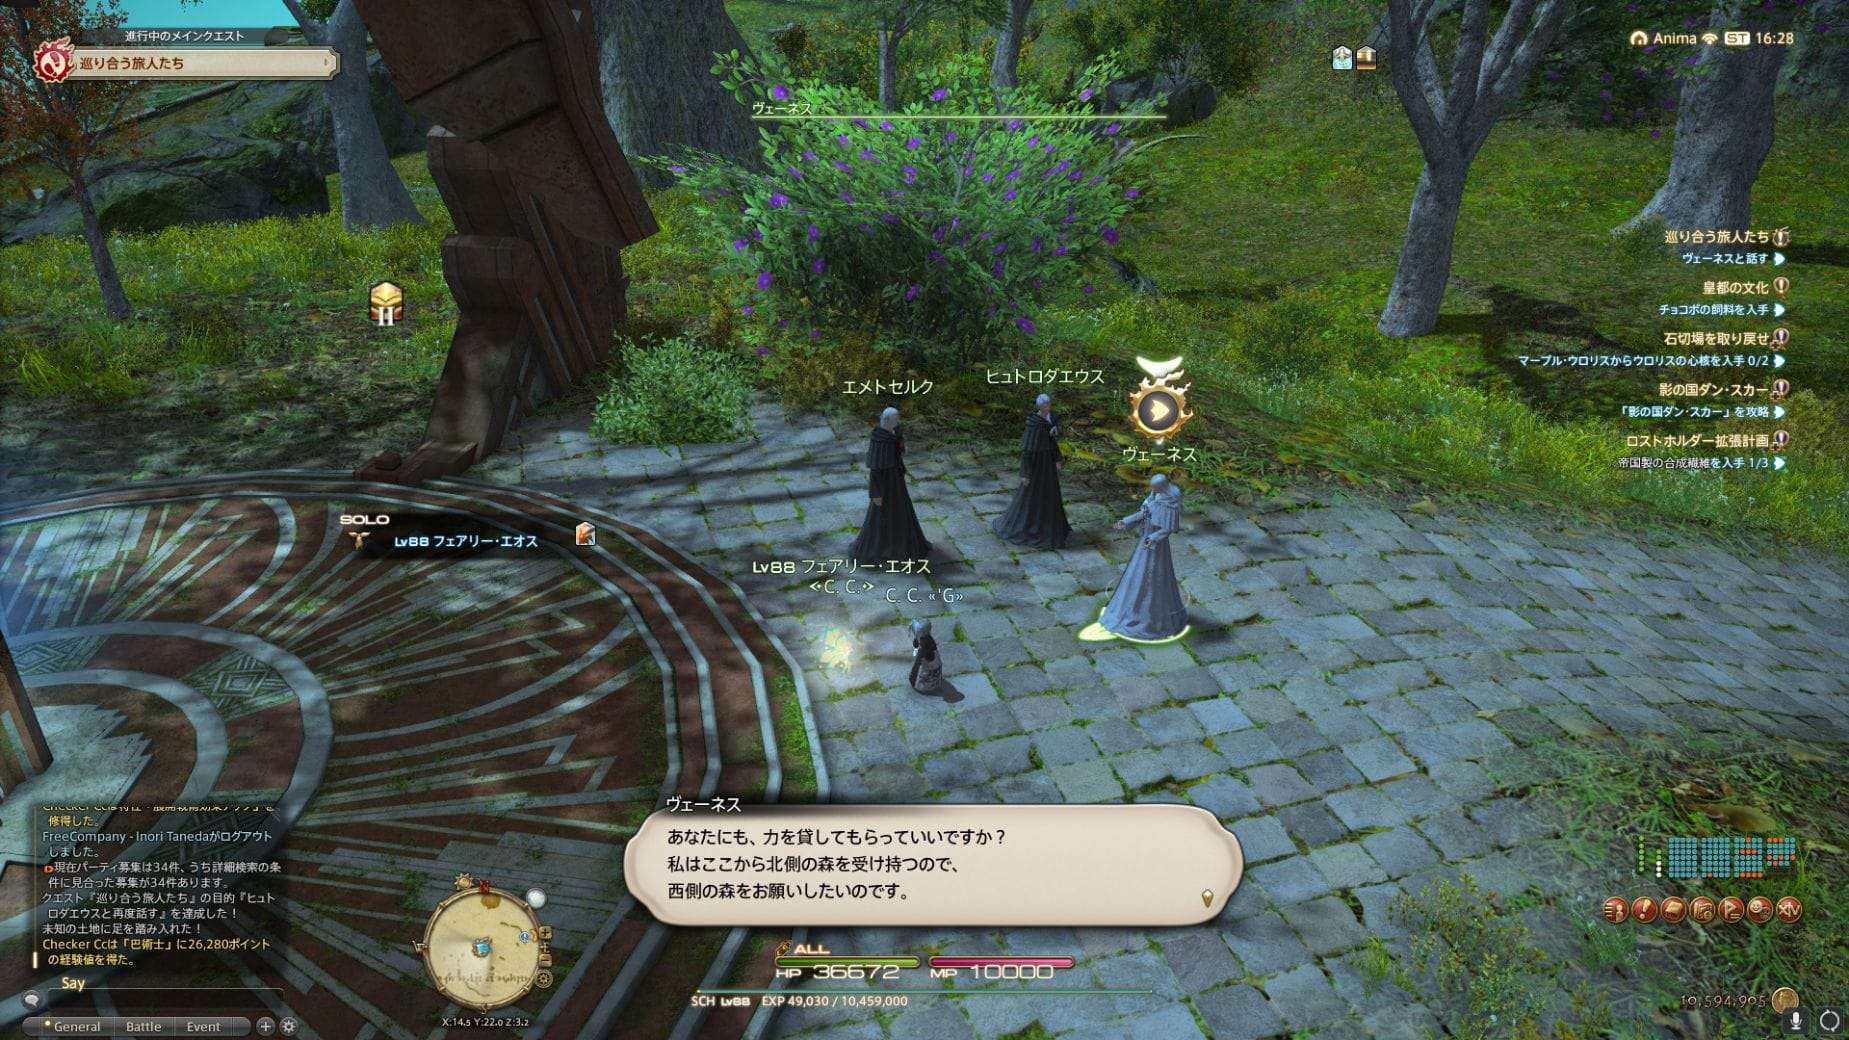 進行中のメインクエスト
巡り合う旅人たち
Anima ST 16:28
ヴェーネス
巡り合う旅人たち
ヴェーネスと話す
皇都の文化
チョコボの飼料を入手
石切場を取り戻せ
マーブル・ウロリスからウロリスの心核を入手 0/2
影の国ダン・スカー
「影の国ダン・スカー」を攻略
ロストホルダー拡張計画
帝国製の合成繊維を入手 1/3
II
エメトセルク
ヒュトロダエウス
ヴェーネス
SOLO
Lv88 フェアリー・エオス
Lv88 フェアリー・エオス
<<C. C.>>
C. C. «'G»
ヴェーネス
あなたにも、力を貸してもらっていいですか？
私はここから北側の森を受け持つので、
西側の森をお願いしたいのです。
修得した。
FreeCompany - Inori Tanedaがログアウト
しました。
現在パーティ募集は34件、うち詳細検索の条
件に見合った募集が34件あります。
クエスト『巡り合う旅人たち』の目的『ヒュト
ロダエウスと再度話す』を達成した！
未知の土地に足を踏み入れた！
Checker Ccは「巴術士」に26,280ポイント
の経験値を得た。
Say
General Battle Event
X:14.5 Y:22.0 Z:3.2
ALL
HP 36672 MP 10000
SCH Lv88 EXP 49,030 / 10,459,000
XIV
10,594,905